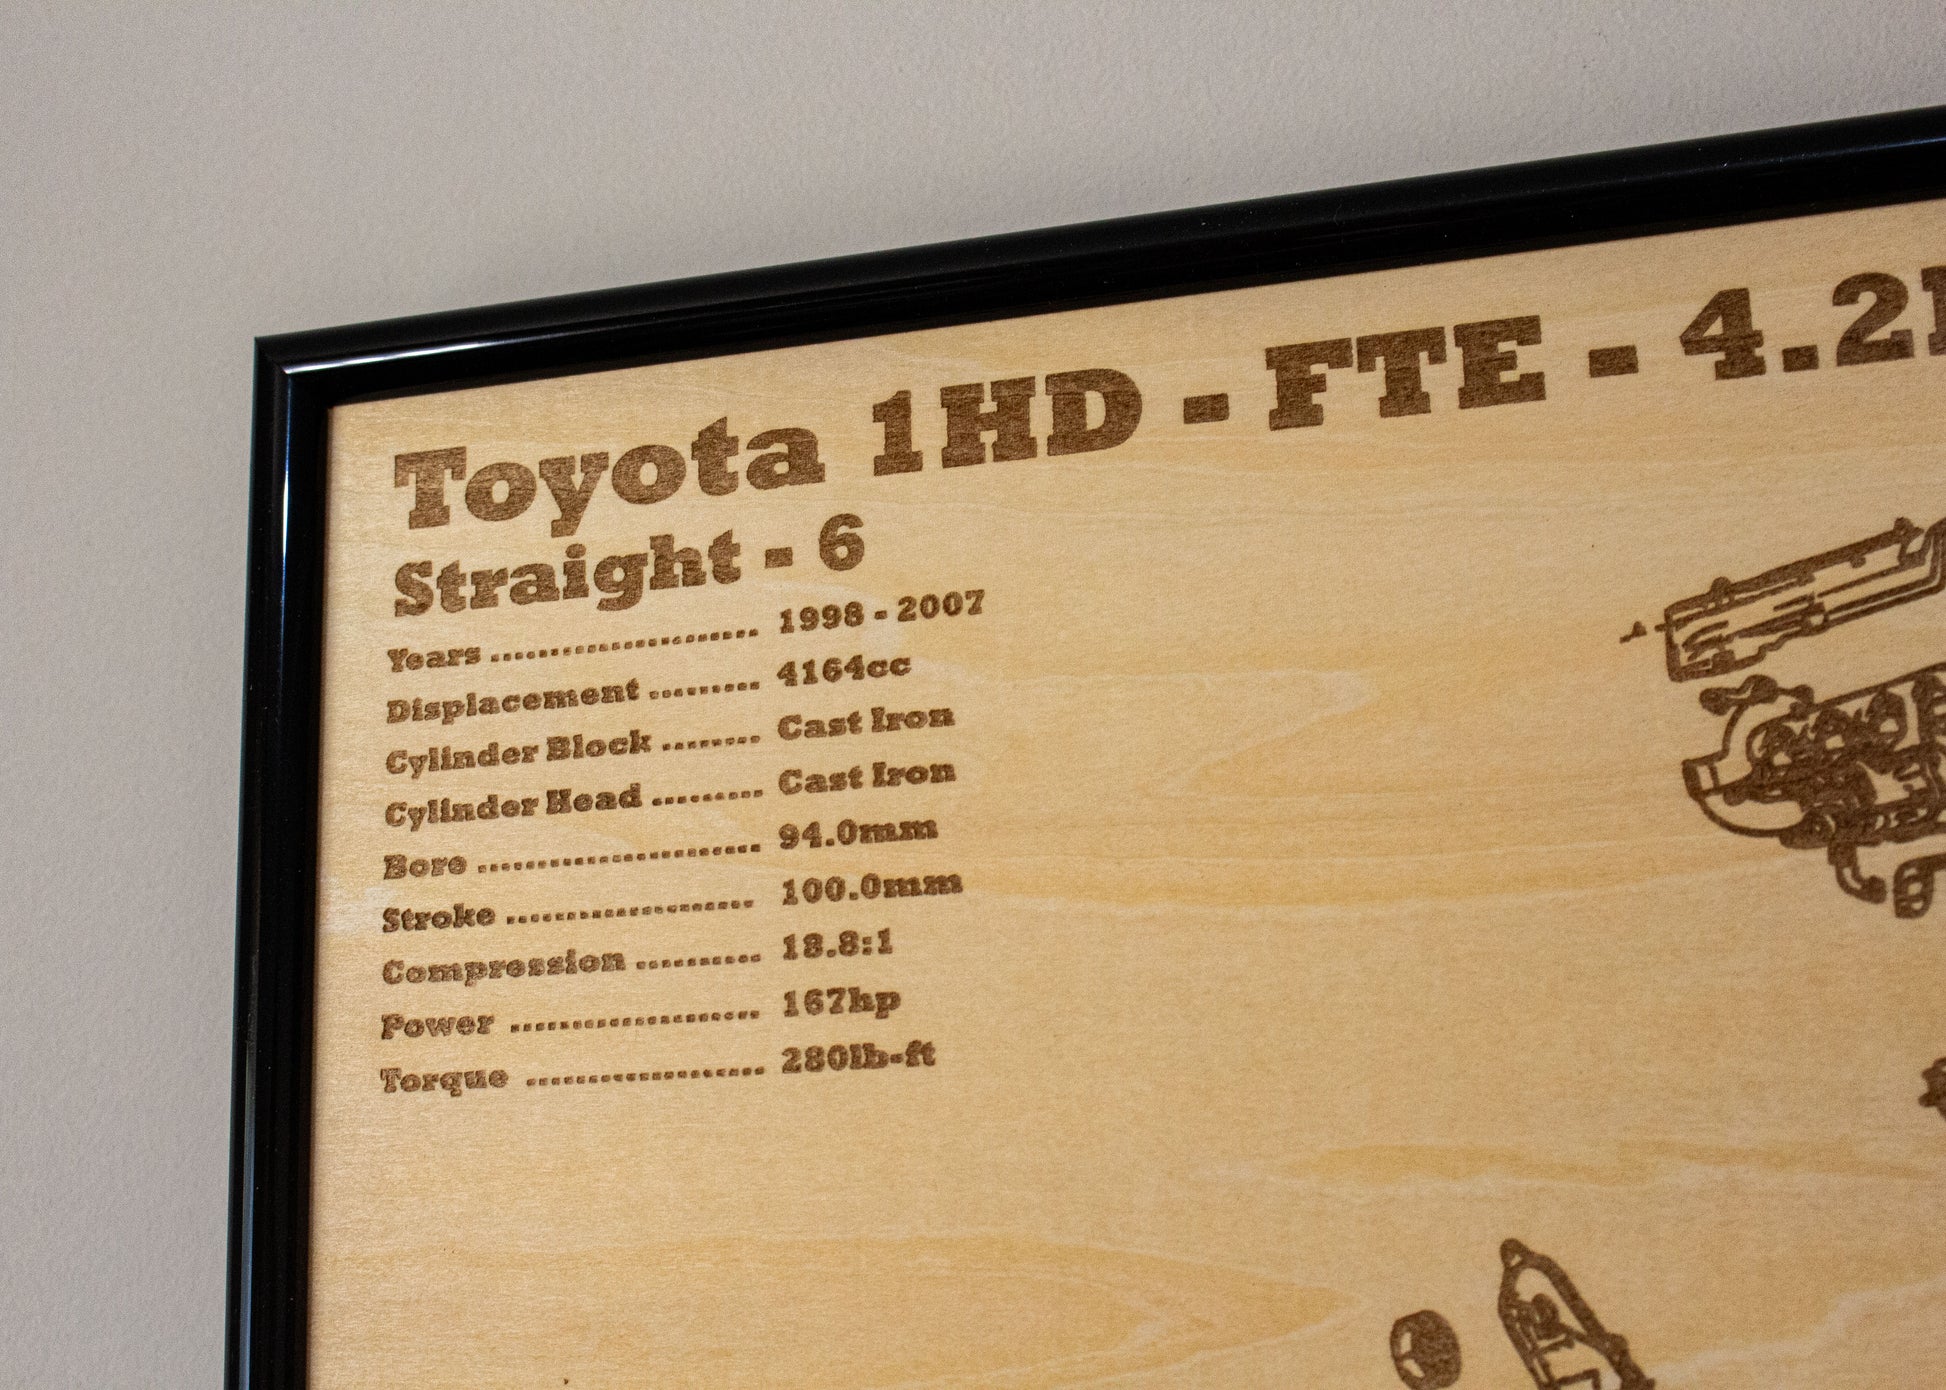 Toyota 1HD - FTE - 4.2
Straight - 6
Years ...................... 1998 - 2007
Displacement ......... 4164cc
Cylinder Block ........ Cast Iron
Cylinder Head ......... Cast Iron
Bore ....................... 94.0mm
Stroke .................... 100.0mm
Compression .......... 18.8:1
Power .................... 167hp
Torque ................... 280lb-ft